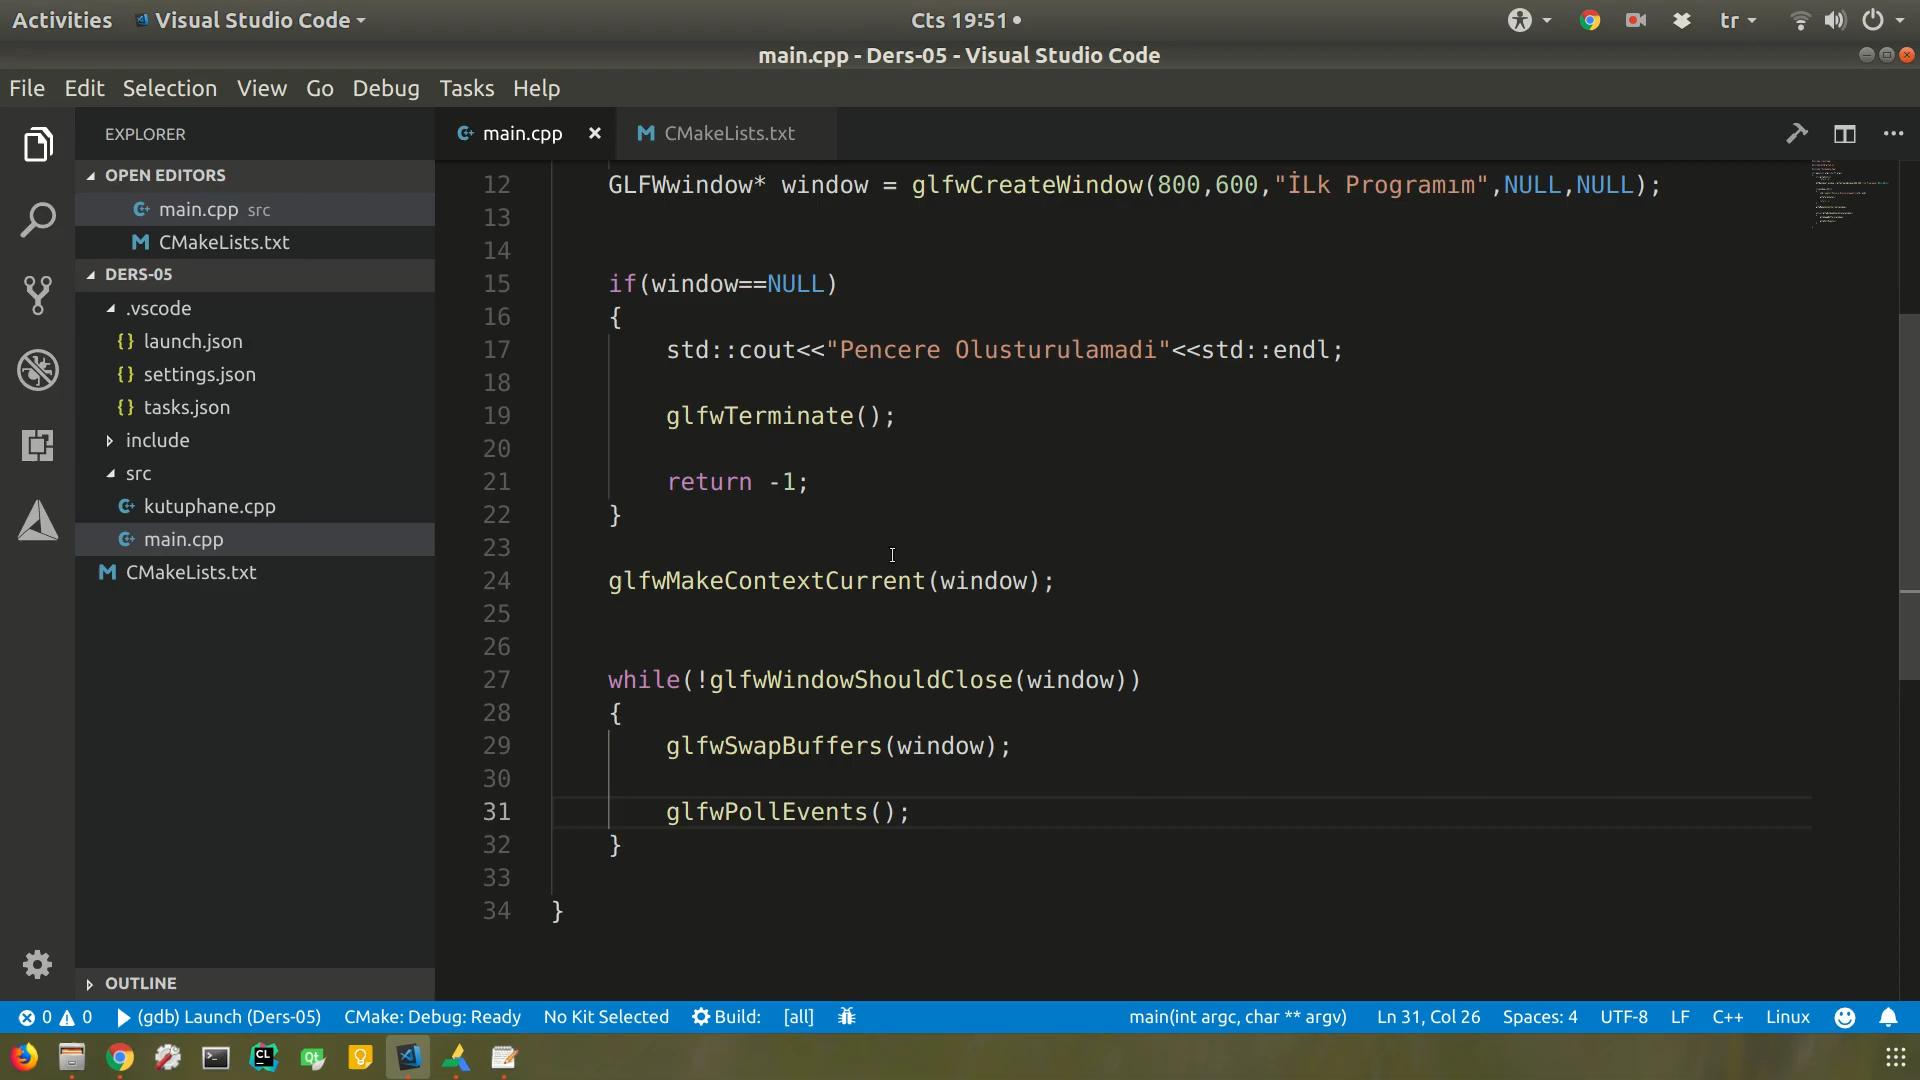 Activities Visual Studio Code Cts 19:51 tr
main.cpp - Ders-05 - Visual Studio Code
File Edit Selection View Go Debug Tasks Help
EXPLORER
OPEN EDITORS
main.cpp src
CMakeLists.txt
DERS-05
.vscode
launch.json
settings.json
tasks.json
include
src
kutuphane.cpp
main.cpp
CMakeLists.txt
OUTLINE
main.cpp CMakeLists.txt
12 GLFWwindow* window = glfwCreateWindow(800,600,"İLk Programım",NULL,NULL);
13
14
15 if(window==NULL)
16 {
17 std::cout<<"Pencere Olusturulamadi"<<std::endl;
18
19 glfwTerminate();
20
21 return -1;
22 }
23
24 glfwMakeContextCurrent(window);
25
26
27 while(!glfwWindowShouldClose(window))
28 {
29 glfwSwapBuffers(window);
30
31 glfwPollEvents();
32 }
33
34 }
0 0 (gdb) Launch (Ders-05) CMake: Debug: Ready No Kit Selected Build: [all] main(int argc, char ** argv) Ln 31, Col 26 Spaces: 4 UTF-8 LF C++ Linux
CL Qt